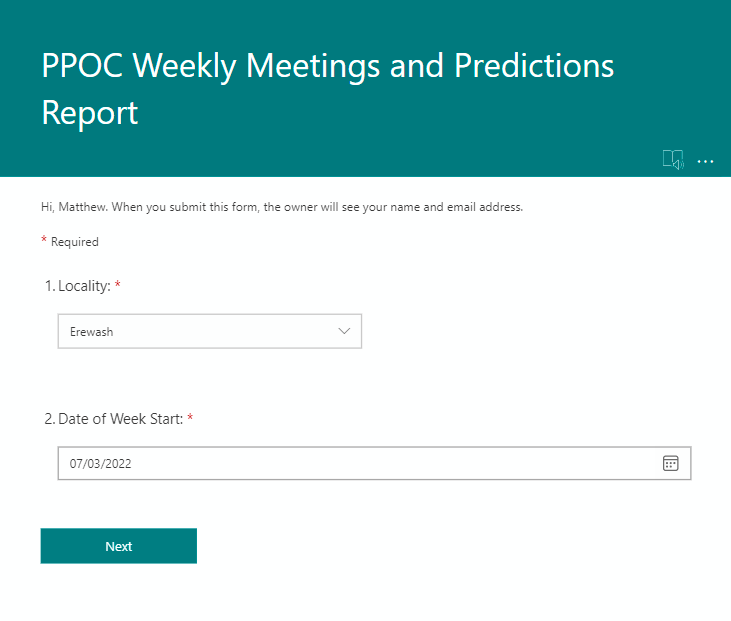 PPOC Weekly Meetings and Predictions
Report
...
Hi, Matthew. When you submit this form, the owner will see your name and email address.
* Required
1. Locality: *
Erewash
2. Date of Week Start: *
07/03/2022
Next